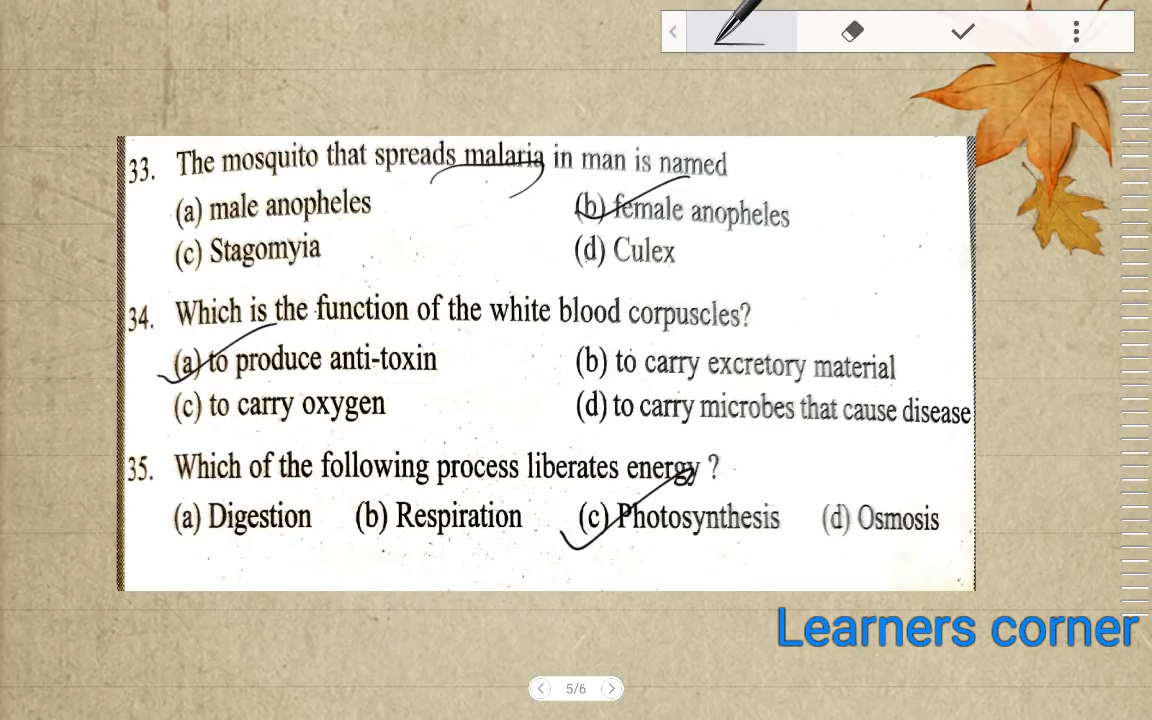 33. The mosquito that spreads malaria in man is named
(a) male anopheles (b) female anopheles
(c) Stagomyia (d) Culex
34. Which is the function of the white blood corpuscles?
(a) to produce anti-toxin (b) to carry excretory material
(c) to carry oxygen (d) to carry microbes that cause disease
35. Which of the following process liberates energy ?
(a) Digestion (b) Respiration (c) Photosynthesis (d) Osmosis
Learners corner
5/6